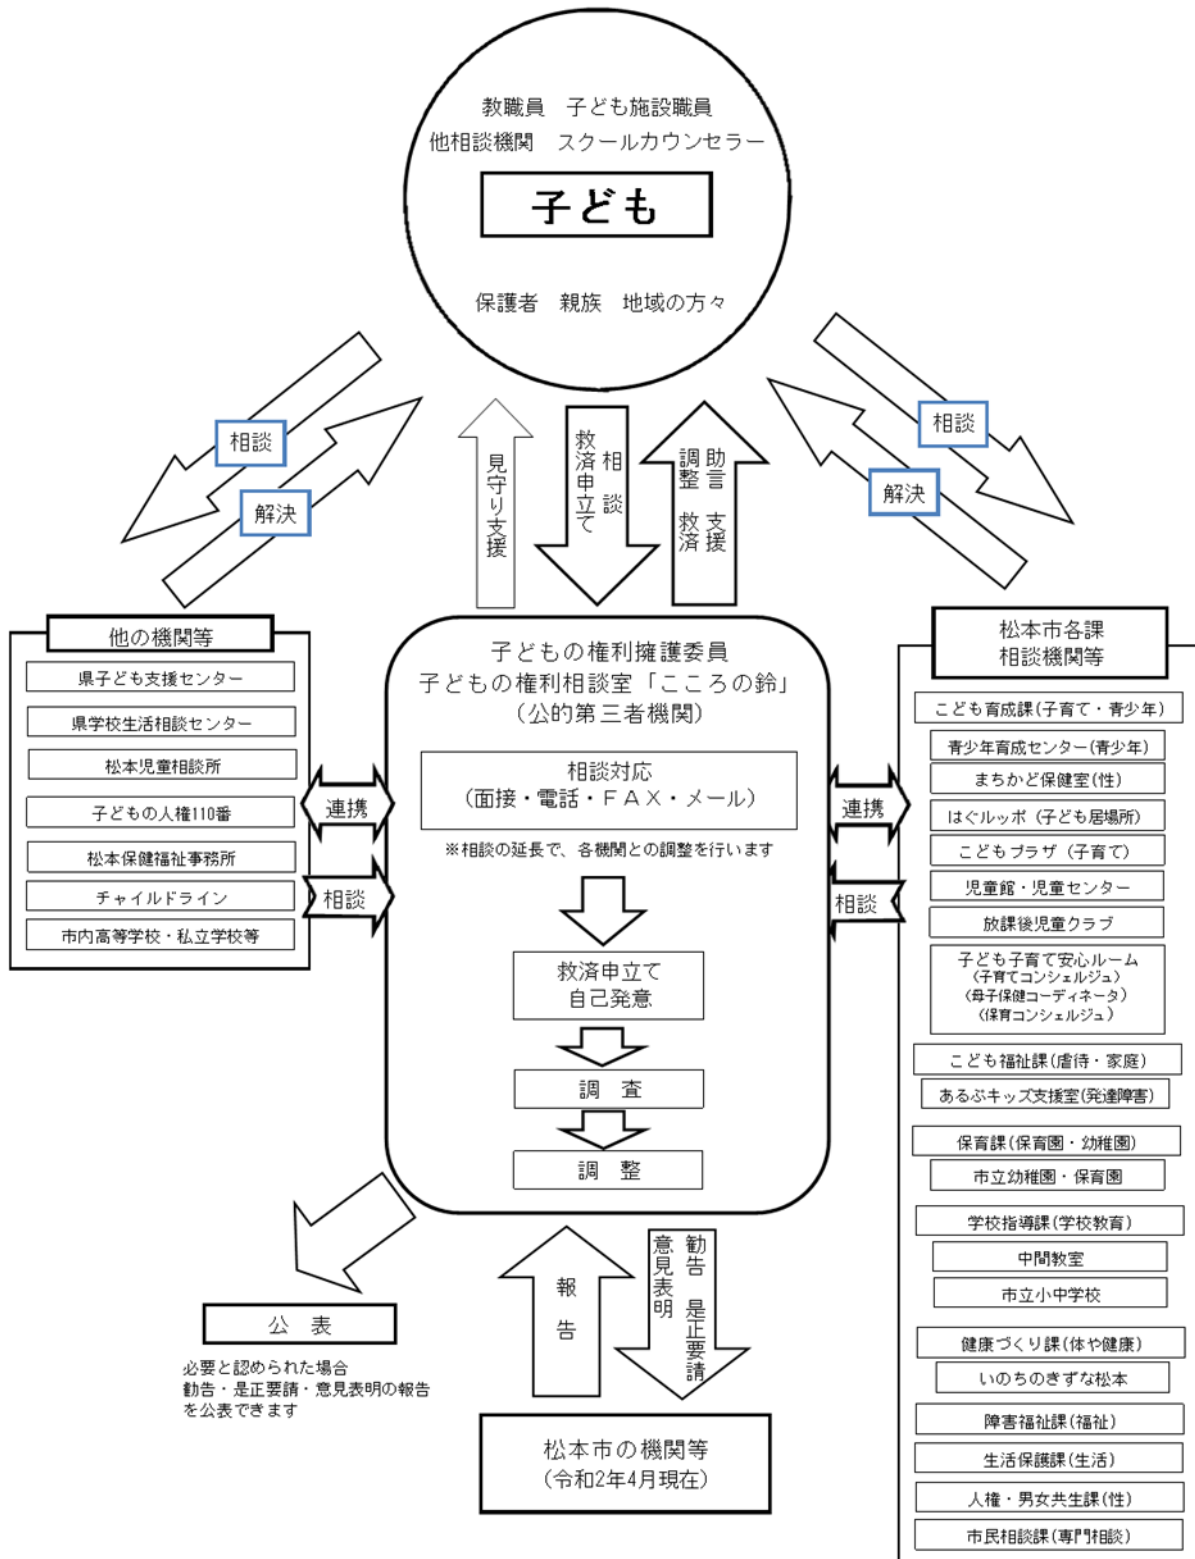 教職員　子ども施設職員
他相談機関　スクールカウンセラー
子ども
保護者　親族　地域の方々
相談
解決
見守り支援
相談
救済申立て
助言　支援
調整　救済
相談
解決
他の機関等
県子ども支援センター
県学校生活相談センター
松本児童相談所
子どもの人権110番
松本保健福祉事務所
チャイルドライン
市内高等学校・私立学校等
連携
相談
子どもの権利擁護委員
子どもの権利相談室「こころの鈴」
（公的第三者機関）
相談対応
（面接・電話・ＦＡＸ・メール）
※相談の延長で、各機関との調整を行います
救済申立て
自己発意
調　査
調　整
連携
相談
松本市各課
相談機関等
こども育成課(子育て・青少年)
青少年育成センター(青少年)
まちかど保健室(性)
はぐルッポ（子ども居場所）
こどもプラザ（子育て）
児童館・児童センター
放課後児童クラブ
子ども子育て安心ルーム
（子育てコンシェルジュ）
（母子保健コーディネータ）
（保育コンシェルジュ）
こども福祉課(虐待・家庭)
あるぷキッズ支援室(発達障害)
保育課(保育園・幼稚園)
市立幼稚園・保育園
学校指導課(学校教育)
中間教室
市立小中学校
健康づくり課(体や健康)
いのちのきずな松本
障害福祉課(福祉)
生活保護課(生活)
人権・男女共生課(性)
市民相談課(専門相談)
公　表
必要と認められた場合
勧告・是正要請・意見表明の報告
を公表できます
報告
勧告　是正要請
意見表明
松本市の機関等
（令和2年4月現在）